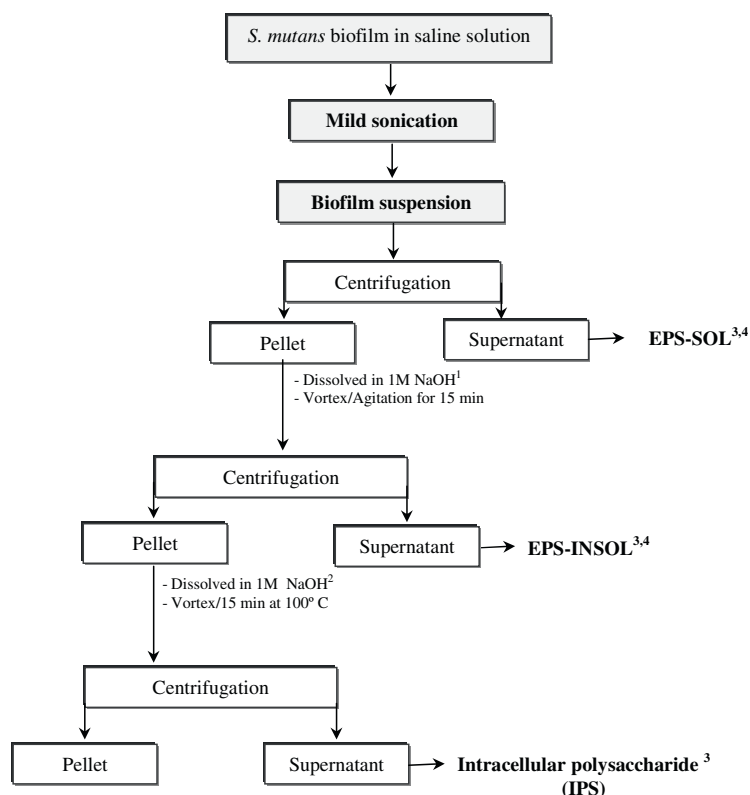 S. mutans biofilm in saline solution
Mild sonication
Biofilm suspension
Centrifugation
Pellet
Supernatant
EPS-SOL3,4
- Dissolved in 1M NaOH1
- Vortex/Agitation for 15 min
Centrifugation
Pellet
Supernatant
EPS-INSOL3,4
- Dissolved in 1M NaOH2
- Vortex/15 min at 100º C
Centrifugation
Pellet
Supernatant
Intracellular polysaccharide 3
(IPS)